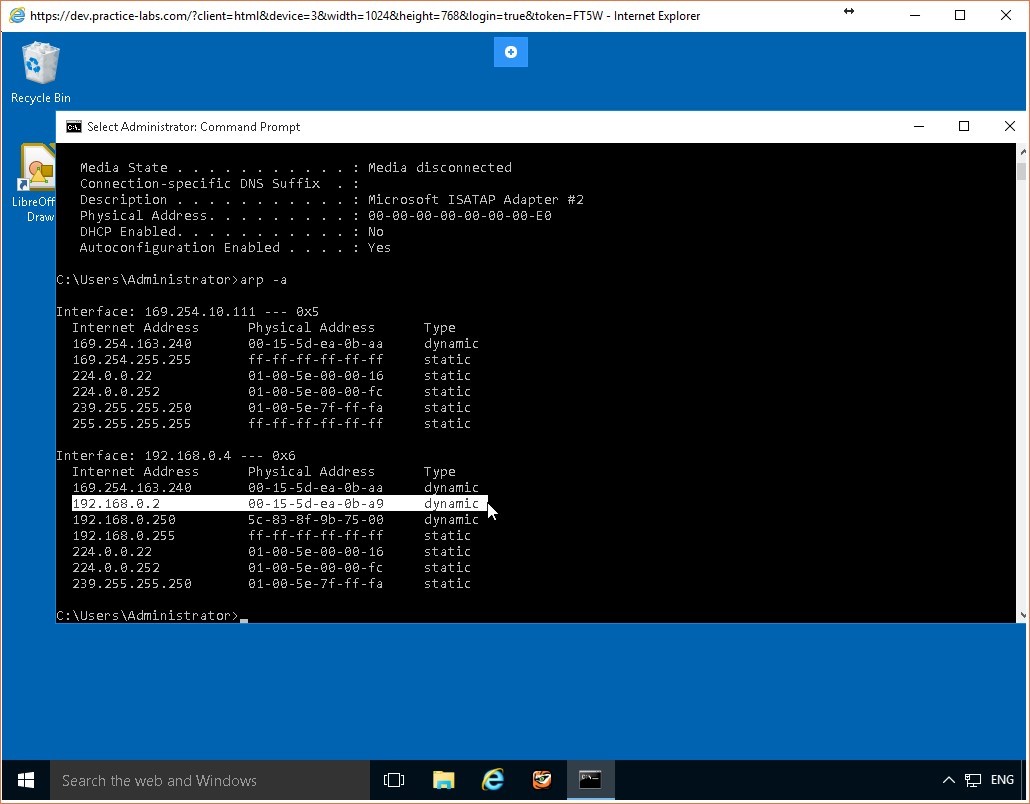 https://dev.practice-labs.com/?client=html&device=3&width=1024&height=768&login=true&token=FT5W - Internet Explorer
Recycle Bin
Select Administrator: Command Prompt
LibreOff
Draw
Media State . . . . . . . . . . . : Media disconnected
Connection-specific DNS Suffix  . :
Description . . . . . . . . . . . : Microsoft ISATAP Adapter #2
Physical Address. . . . . . . . . : 00-00-00-00-00-00-00-E0
DHCP Enabled. . . . . . . . . . . : No
Autoconfiguration Enabled . . . . : Yes
C:\Users\Administrator>arp -a
Interface: 169.254.10.111 --- 0x5
Internet Address      Physical Address      Type
169.254.163.240       00-15-5d-ea-0b-aa     dynamic
169.254.255.255       ff-ff-ff-ff-ff-ff     static
224.0.0.22            01-00-5e-00-00-16     static
224.0.0.252           01-00-5e-00-00-fc     static
239.255.255.250       01-00-5e-7f-ff-fa     static
255.255.255.255       ff-ff-ff-ff-ff-ff     static
Interface: 192.168.0.4 --- 0x6
Internet Address      Physical Address      Type
169.254.163.240       00-15-5d-ea-0b-aa     dynamic
192.168.0.2           00-15-5d-ea-0b-a9     dynamic
192.168.0.250         5c-83-8f-9b-75-00     dynamic
192.168.0.255         ff-ff-ff-ff-ff-ff     static
224.0.0.22            01-00-5e-00-00-16     static
224.0.0.252           01-00-5e-00-00-fc     static
239.255.255.250       01-00-5e-7f-ff-fa     static
C:\Users\Administrator>
Search the web and Windows
ENG